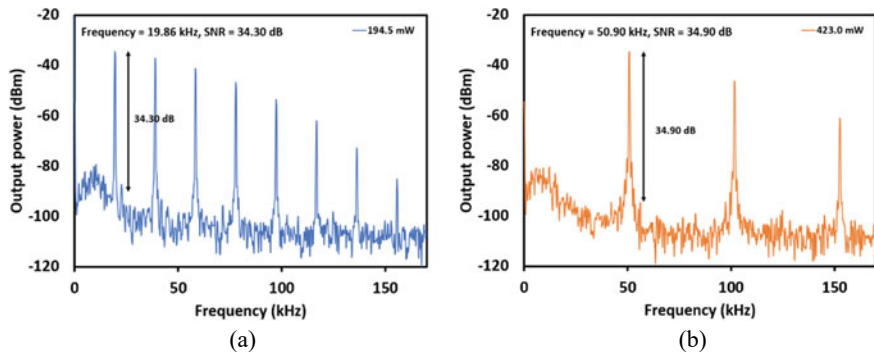 Frequency = 19.86 kHz, SNR = 34.30 dB
194.5 mW
34.30 dB
Output power (dBm)
-20
-40
-60
-80
-100
-120
0
50
100
150
Frequency (kHz)
(a)
Frequency = 50.90 kHz, SNR = 34.90 dB
423.0 mW
34.90 dB
Output power (dBm)
-20
-40
-60
-80
-100
-120
0
50
100
150
Frequency (kHz)
(b)